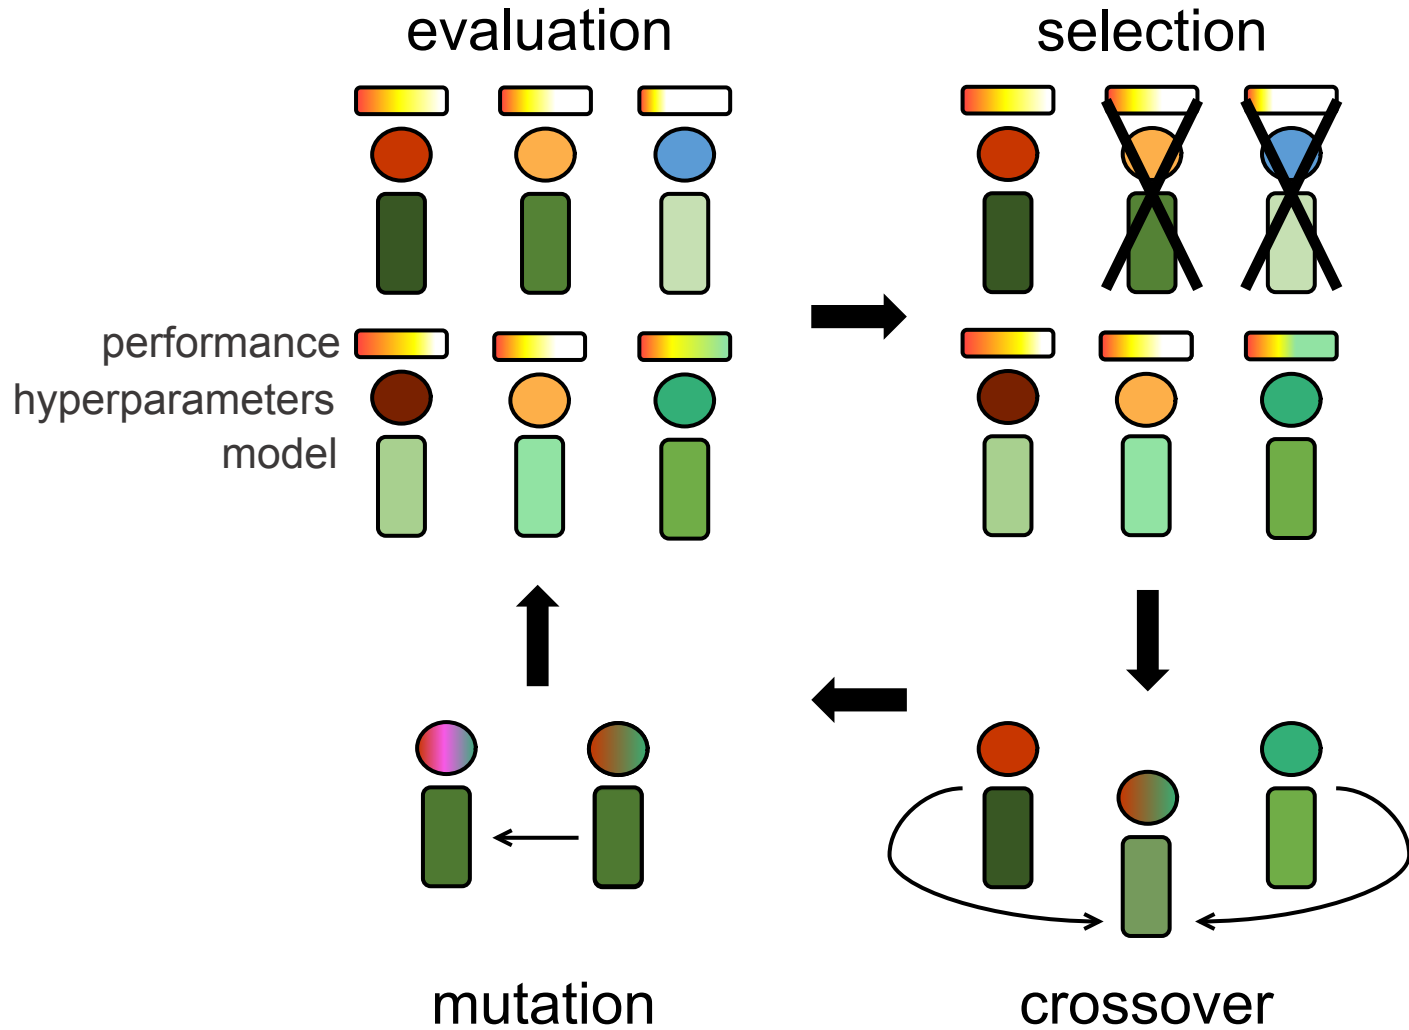 evaluation
selection
performance
hyperparameters
model
mutation
crossover